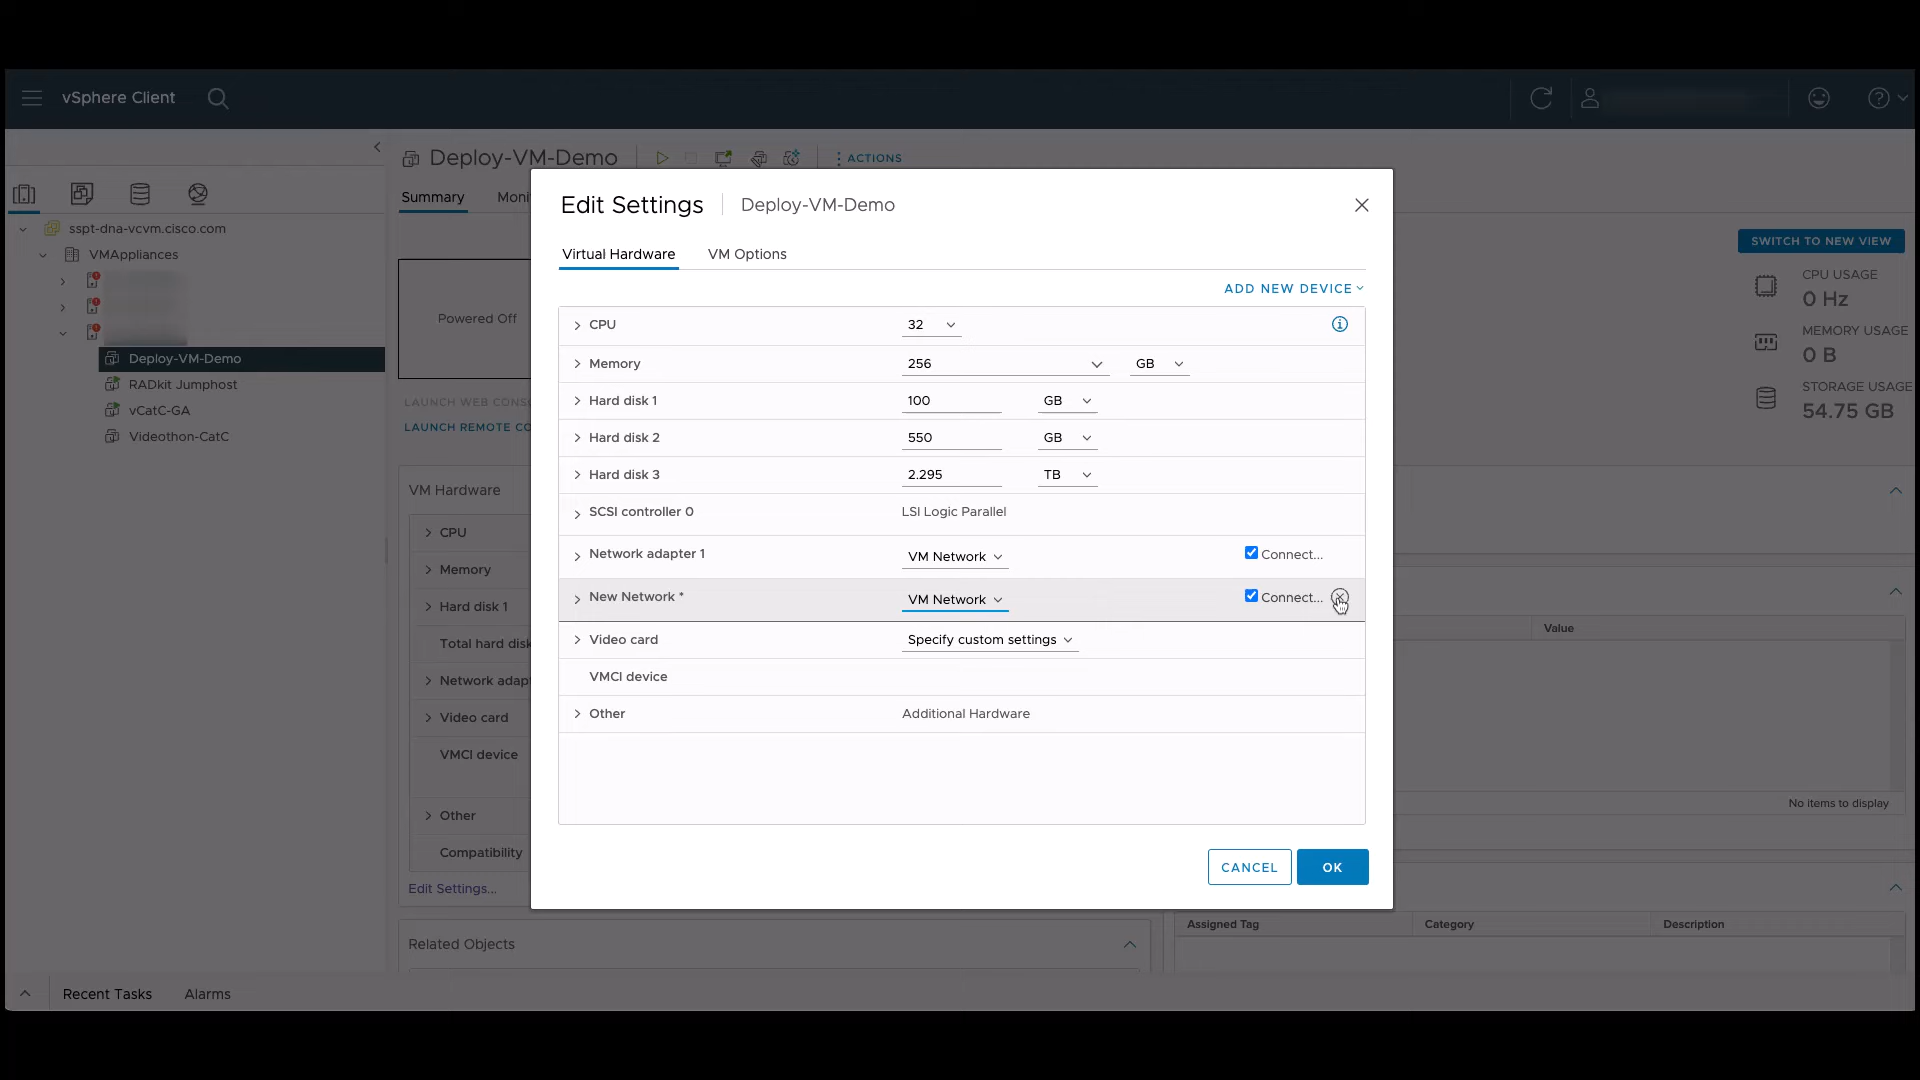 vSphere Client
Deploy-VM-Demo
ACTIONS
Summary
Moni
sspt-dna-vcvm.cisco.com
VMAppliances
Deploy-VM-Demo
RADkit Jumphost
vCatC-GA
Videothon-CatC
Powered Off
LAUNCH WEB CONS
LAUNCH REMOTE CO
SWITCH TO NEW VIEW
CPU USAGE
0 Hz
MEMORY USAGE
0 B
STORAGE USAGE
54.75 GB
VM Hardware
CPU
Memory
Hard disk 1
Total hard disk
Network adap
Video card
VMCI device
Other
Compatibility
Edit Settings...
Related Objects
Edit Settings
Deploy-VM-Demo
Virtual Hardware
VM Options
ADD NEW DEVICE
CPU 32
Memory 256 GB
Hard disk 1 100 GB
Hard disk 2 550 GB
Hard disk 3 2.295 TB
SCSI controller 0 LSI Logic Parallel
Network adapter 1 VM Network Connect...
New Network * VM Network Connect...
Video card Specify custom settings
VMCI device
Other Additional Hardware
CANCEL
OK
Value
No items to display
Assigned Tag Category Description
Recent Tasks Alarms